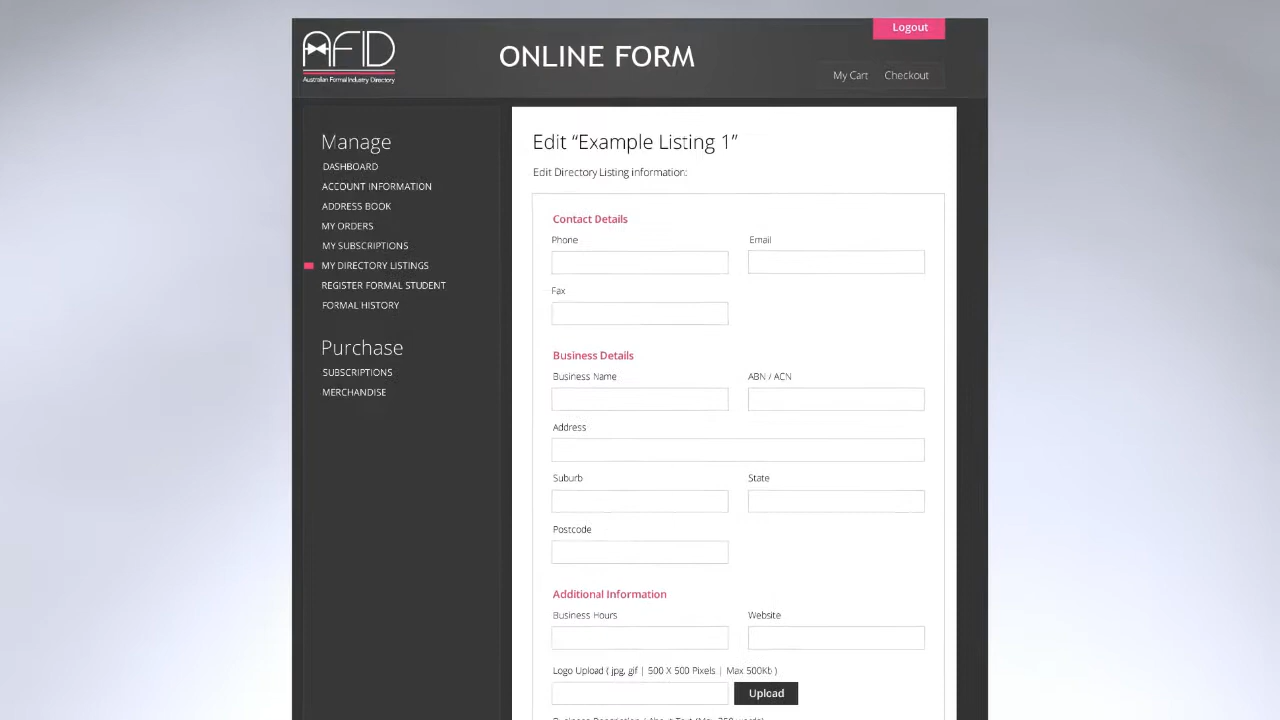 AFID
Australian Formal Industry Directory
ONLINE FORM
Logout
My Cart Checkout
Manage
DASHBOARD
ACCOUNT INFORMATION
ADDRESS BOOK
MY ORDERS
MY SUBSCRIPTIONS
MY DIRECTORY LISTINGS
REGISTER FORMAL STUDENT
FORMAL HISTORY
Purchase
SUBSCRIPTIONS
MERCHANDISE
Edit “Example Listing 1”
Edit Directory Listing information:
Contact Details
Phone Email
Fax
Business Details
Business Name ABN / ACN
Address
Suburb State
Postcode
Additional Information
Business Hours Website
Logo Upload ( jpg, gif | 500 X 500 Pixels | Max 500Kb )
Upload